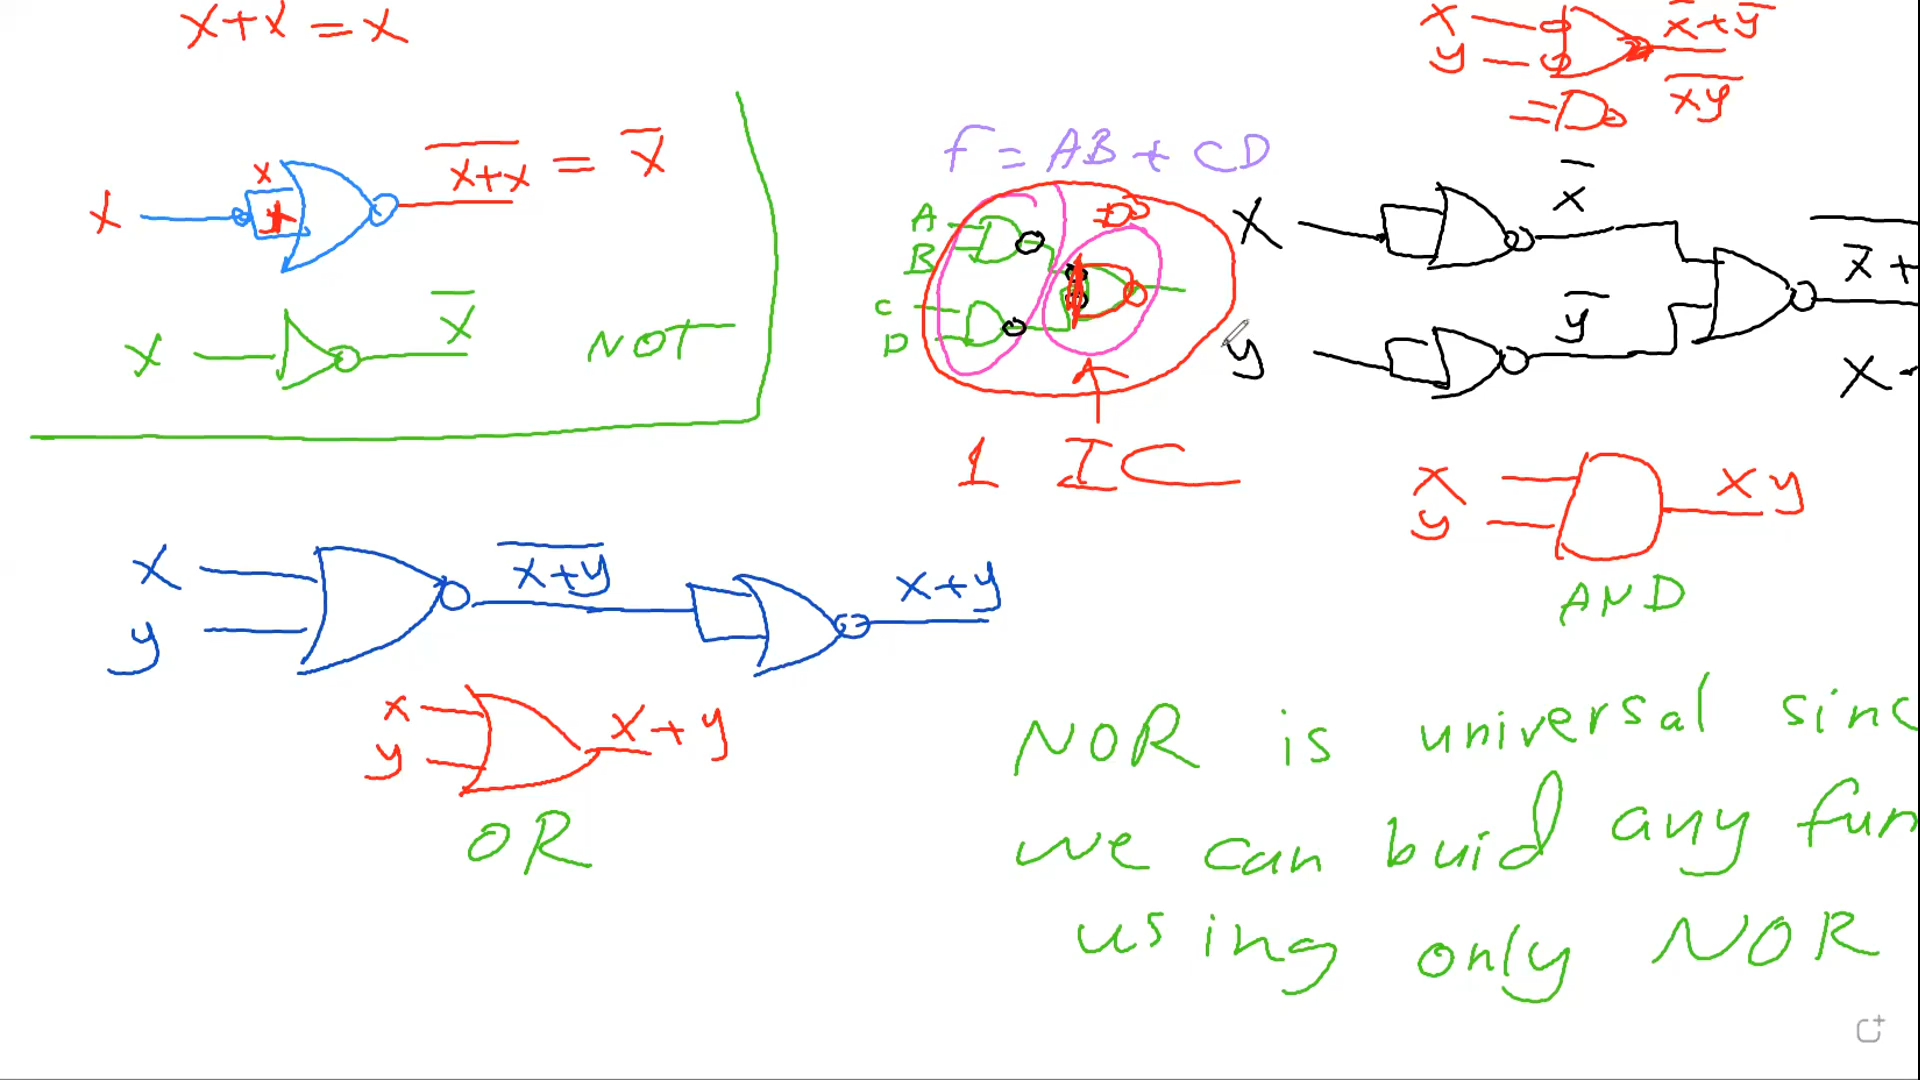 x+x = x
x
x
x̅+̅x̅ = x̅
x
x̅
NOT
f = AB + CD
A
B
C
D
1 IC
x
y
x̅+y̅
x̅y̅
x
x̅
y
y̅
x̅ +
x
x
y
xy
AND
x
y
x̅+̅y̅
x+y
x
y
x+y
OR
NOR is universal sinc
we can buid any fun
using only NOR